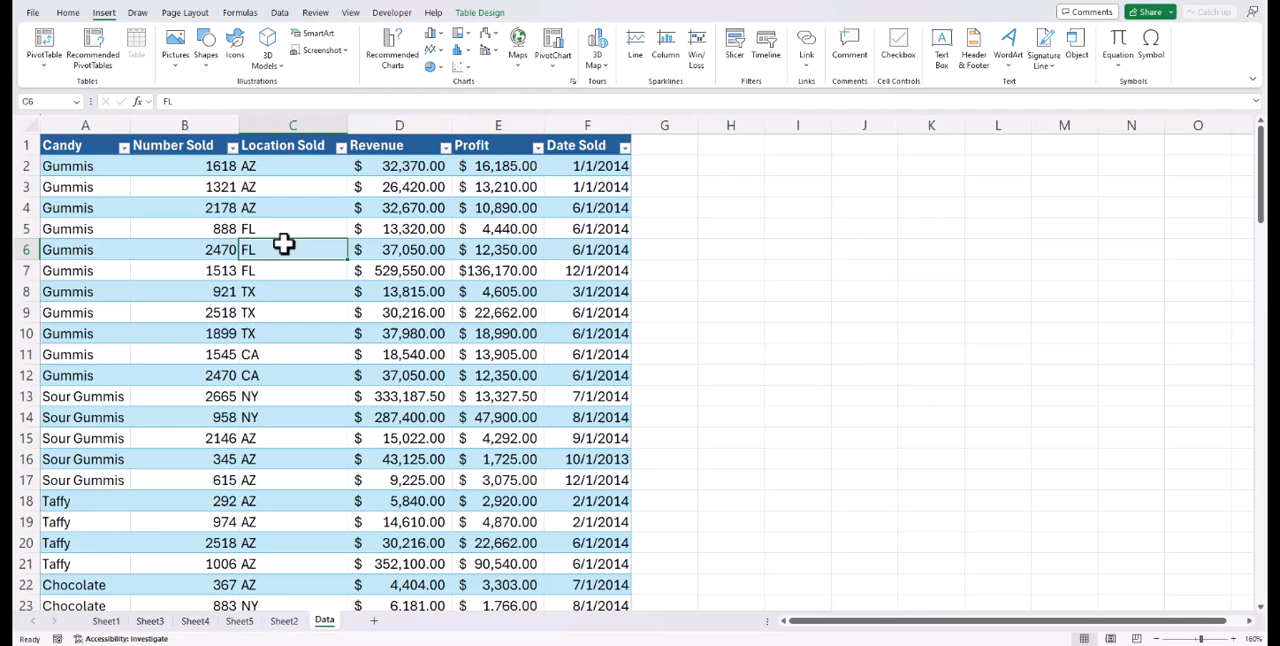 File Home Insert Draw Page Layout Formulas Data Review View Developer Help Table Design Comments Share Catch up
PivotTable Recommended PivotTables Table Pictures Shapes Icons 3D Models SmartArt Screenshot Recommended Charts Maps PivotChart 3D Map Line Column Win/Loss Slicer Timeline Link Comment Checkbox Text Box Header & Footer WordArt Signature Line Object Equation Symbol
Tables Illustrations Charts Tours Sparklines Filters Links Comments Cell Controls Text Symbols
C6 fx FL
A B C D E F G H I J K L M N O
1 Candy Number Sold Location Sold Revenue Profit Date Sold
2 Gummis 1618 AZ $ 32,370.00 $ 16,185.00 1/1/2014
3 Gummis 1321 AZ $ 26,420.00 $ 13,210.00 1/1/2014
4 Gummis 2178 AZ $ 32,670.00 $ 10,890.00 6/1/2014
5 Gummis 888 FL $ 13,320.00 $ 4,440.00 6/1/2014
6 Gummis 2470 FL $ 37,050.00 $ 12,350.00 6/1/2014
7 Gummis 1513 FL $ 529,550.00 $136,170.00 12/1/2014
8 Gummis 921 TX $ 13,815.00 $ 4,605.00 3/1/2014
9 Gummis 2518 TX $ 30,216.00 $ 22,662.00 6/1/2014
10 Gummis 1899 TX $ 37,980.00 $ 18,990.00 6/1/2014
11 Gummis 1545 CA $ 18,540.00 $ 13,905.00 6/1/2014
12 Gummis 2470 CA $ 37,050.00 $ 12,350.00 6/1/2014
13 Sour Gummis 2665 NY $ 333,187.50 $ 13,327.50 7/1/2014
14 Sour Gummis 958 NY $ 287,400.00 $ 47,900.00 8/1/2014
15 Sour Gummis 2146 AZ $ 15,022.00 $ 4,292.00 9/1/2014
16 Sour Gummis 345 AZ $ 43,125.00 $ 1,725.00 10/1/2013
17 Sour Gummis 615 AZ $ 9,225.00 $ 3,075.00 12/1/2014
18 Taffy 292 AZ $ 5,840.00 $ 2,920.00 2/1/2014
19 Taffy 974 AZ $ 14,610.00 $ 4,870.00 2/1/2014
20 Taffy 2518 AZ $ 30,216.00 $ 22,662.00 6/1/2014
21 Taffy 1006 AZ $ 352,100.00 $ 90,540.00 6/1/2014
22 Chocolate 367 AZ $ 4,404.00 $ 3,303.00 7/1/2014
23 Chocolate 883 NY $ 6,181.00 $ 1,766.00 8/1/2014
Sheet1 Sheet3 Sheet4 Sheet5 Sheet2 Data +
Ready Accessibility: Investigate 160%